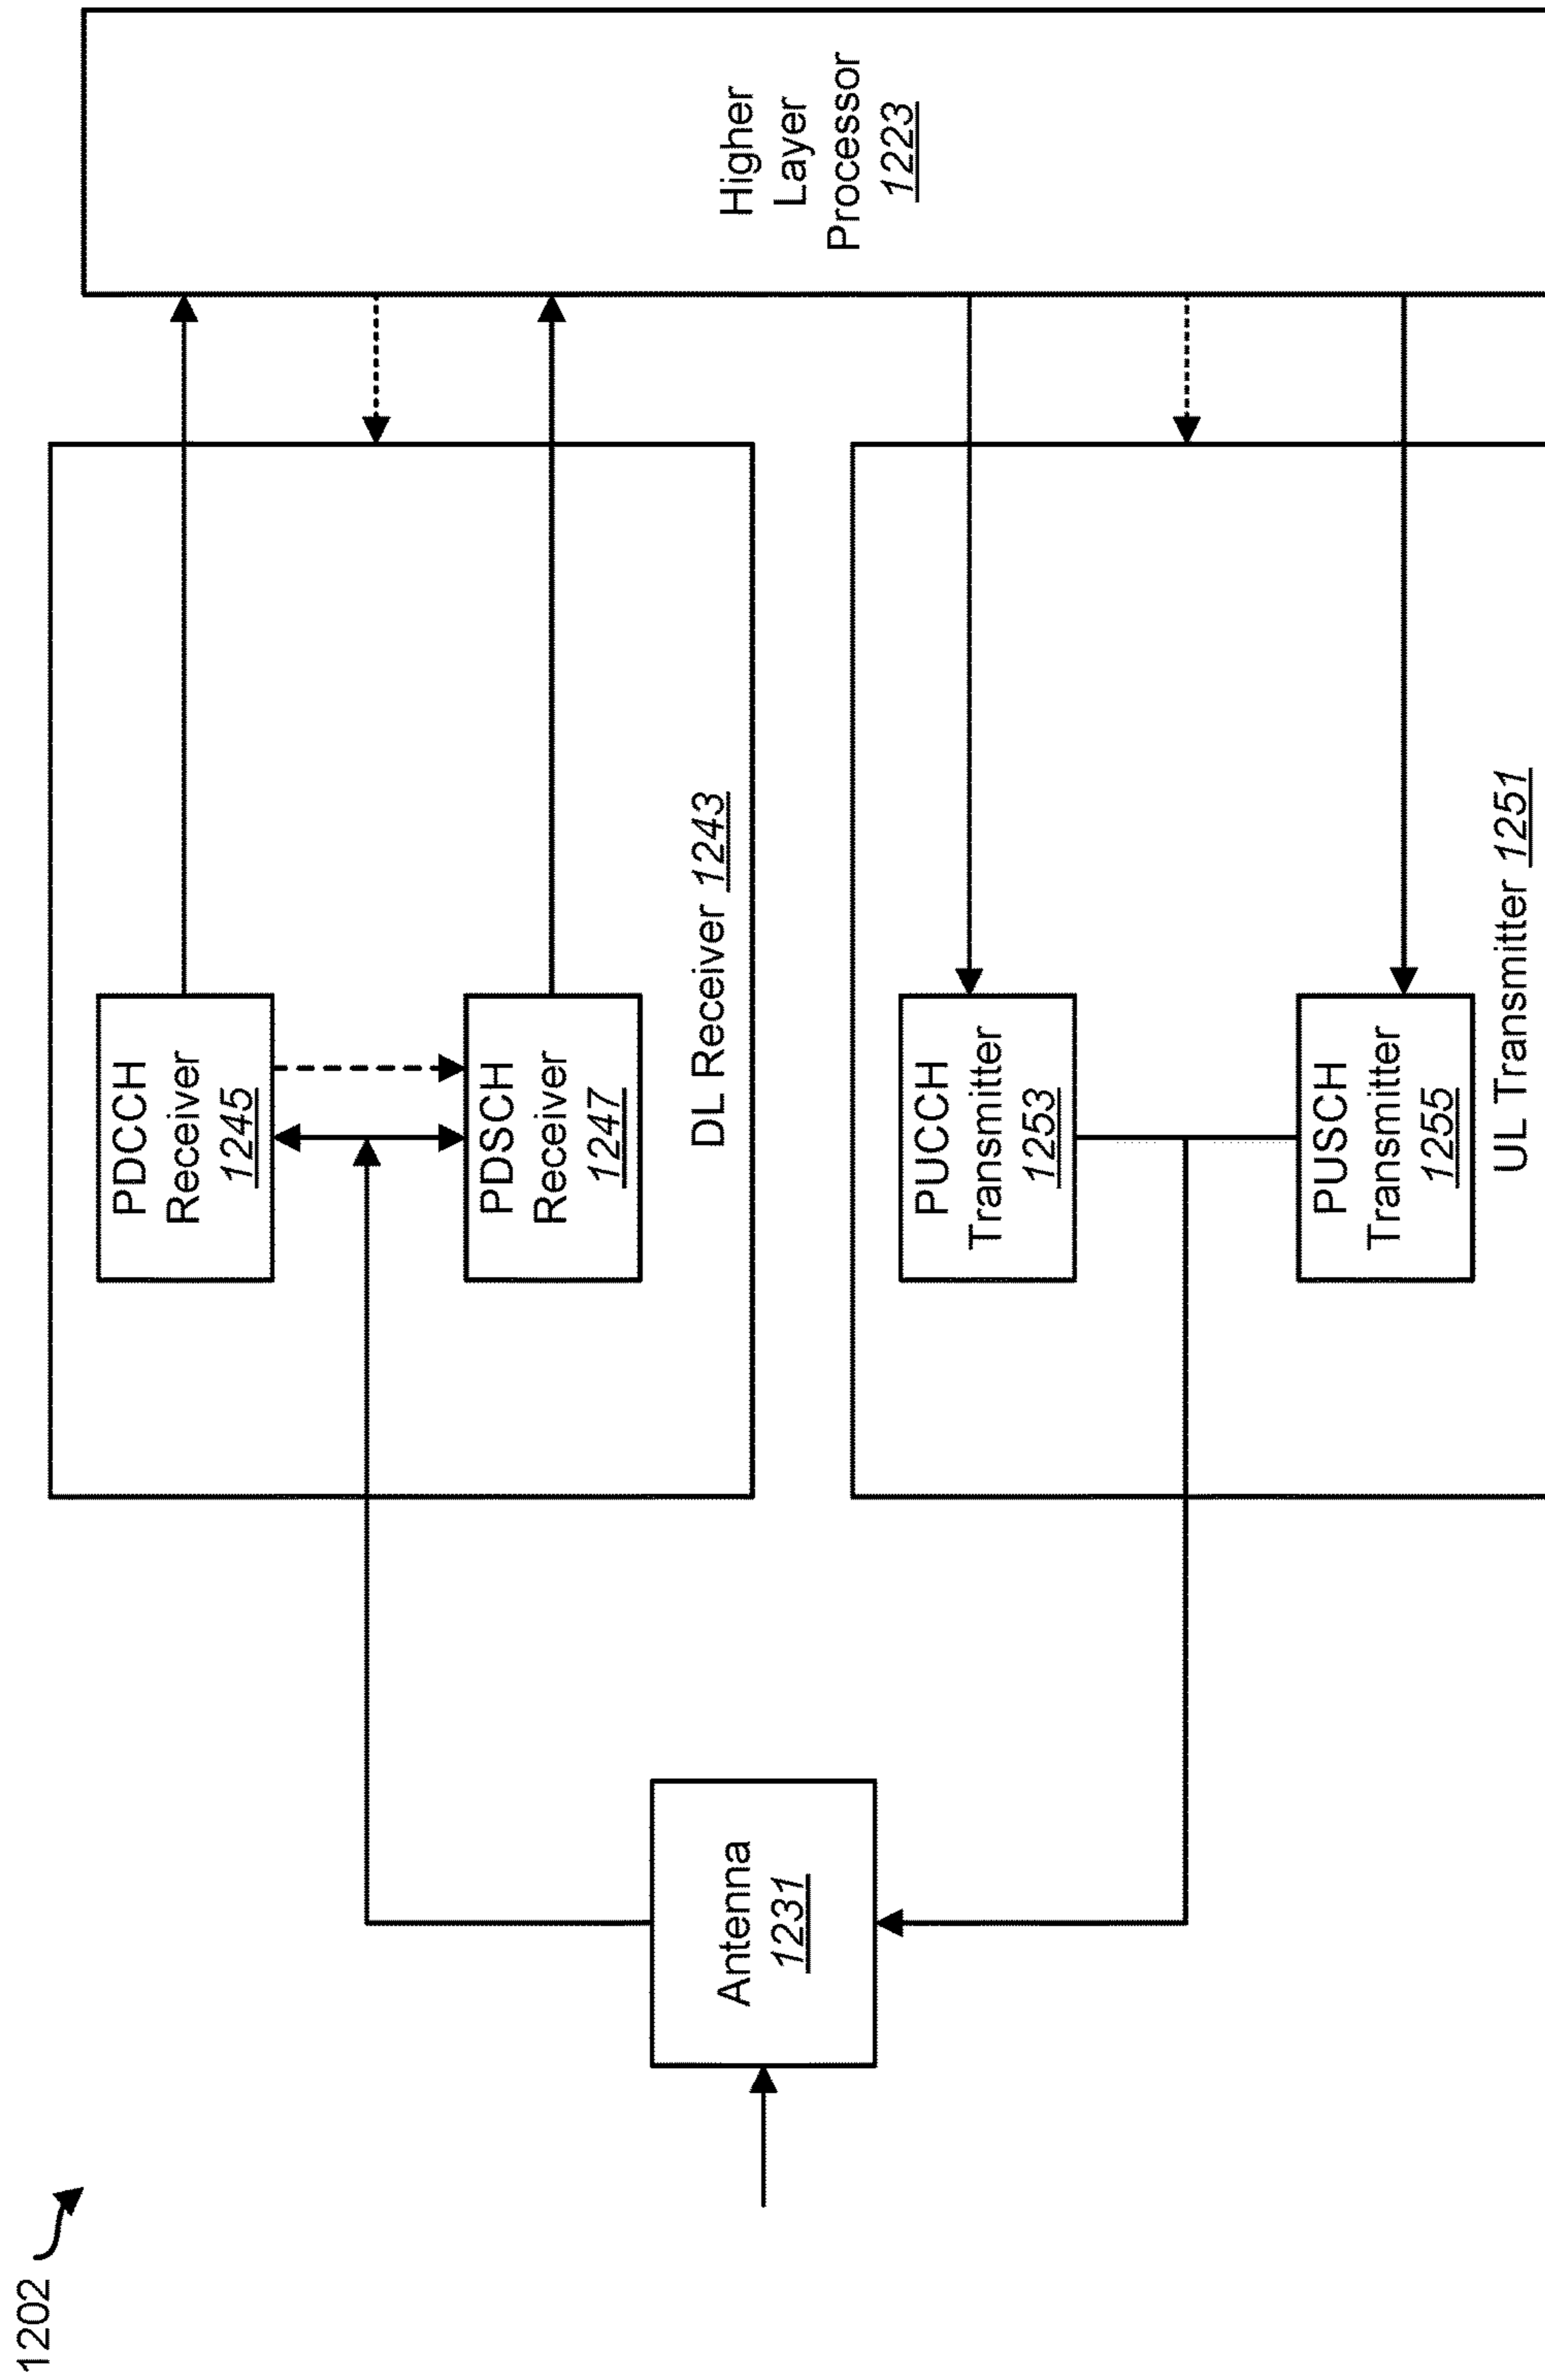 1202
Antenna
1231
PDCCH
Receiver
1245
PDSCH
Receiver
1247
DL Receiver 1243
PUCCH
Transmitter
1253
PUSCH
Transmitter
1255
UL Transmitter 1251
Higher
Layer
Processor
1223